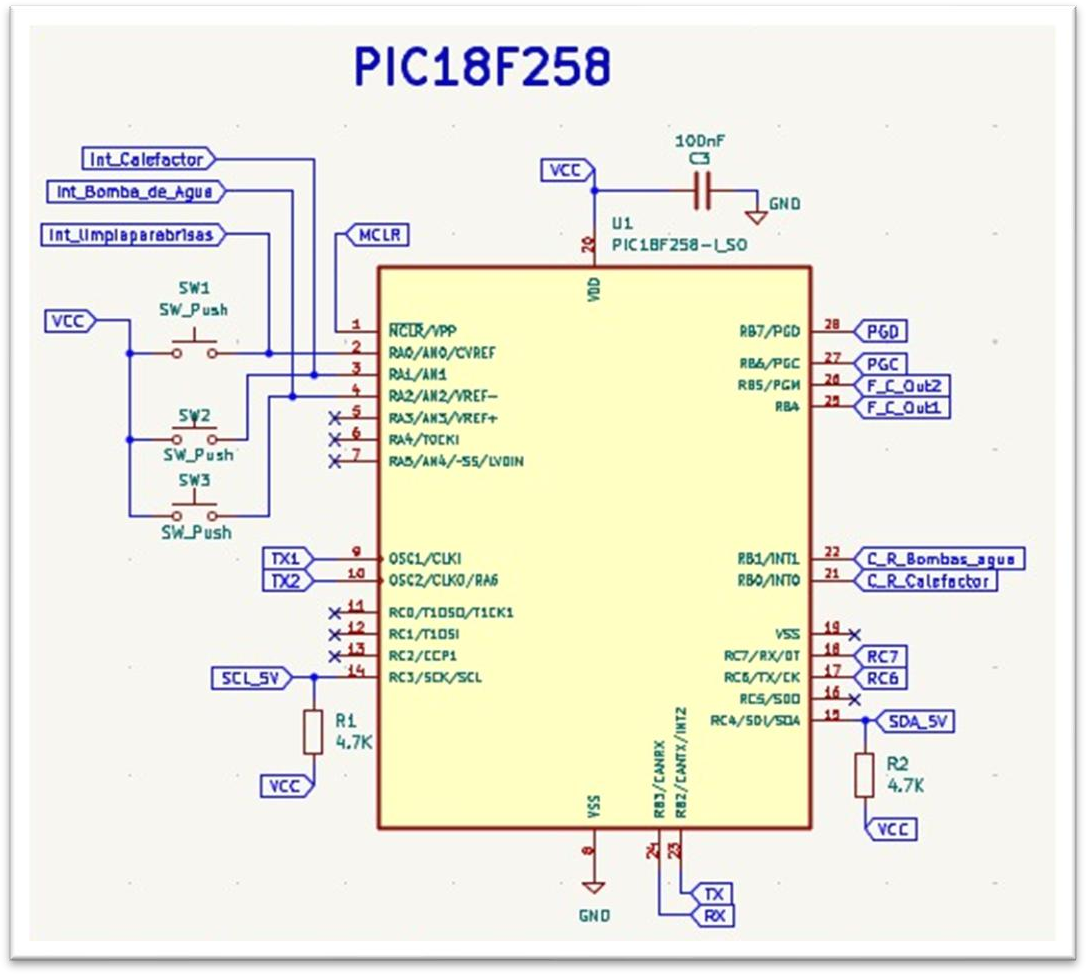 PIC18F258
100nF
C3
VCC
GND
Int_Calefactor
Int_Bomba_de_Agua
Int_limpiaparabrisas
MCLR
U1
PIC18F258-I_SO
20
VDD
SW1
SW_Push
VCC
1 MCLR/VPP
2 RA0/AN0/CVREF
3 RA1/AN1
4 RA2/AN2/VREF-
5 RA3/AN3/VREF+
6 RA4/T0CKI
7 RA5/AN4/-SS/LVDIN
RB7/PGD 28 PGD
RB6/PGC 27 PGC
RB5/PGM 26 F_C_Out2
RB4 25 F_C_Out1
SW2
SW_Push
SW3
SW_Push
TX1 9 OSC1/CLKI
TX2 10 OSC2/CLKO/RA6
11 RC0/T1OSO/T1CK1
12 RC1/T1OSI
13 RC2/CCP1
SCL_5V 14 RC3/SCK/SCL
RB1/INT1 22 C_R_Bombas_agua
RB0/INT0 21 C_R_Calefactor
VSS 19
RC7/RX/DT 18 RC7
RC6/TX/CK 17 RC6
RC5/SDO 16
RC4/SDI/SDA 15 SDA_5V
R1
4.7K
VCC
R2
4.7K
VCC
VSS
RB3/CANRX
RB2/CANTX/INT2
8
24
23
GND
TX
RX